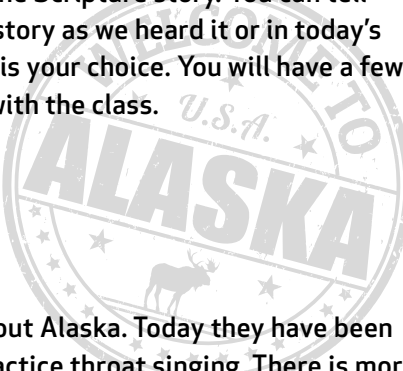 he Scripture Story. You can tell
story as we heard it or in today’s
is your choice. You will have a few
with the class.
WELCOME TO
U.S.A.
ALASKA
out Alaska. Today they have been
actice throat singing. There is mor